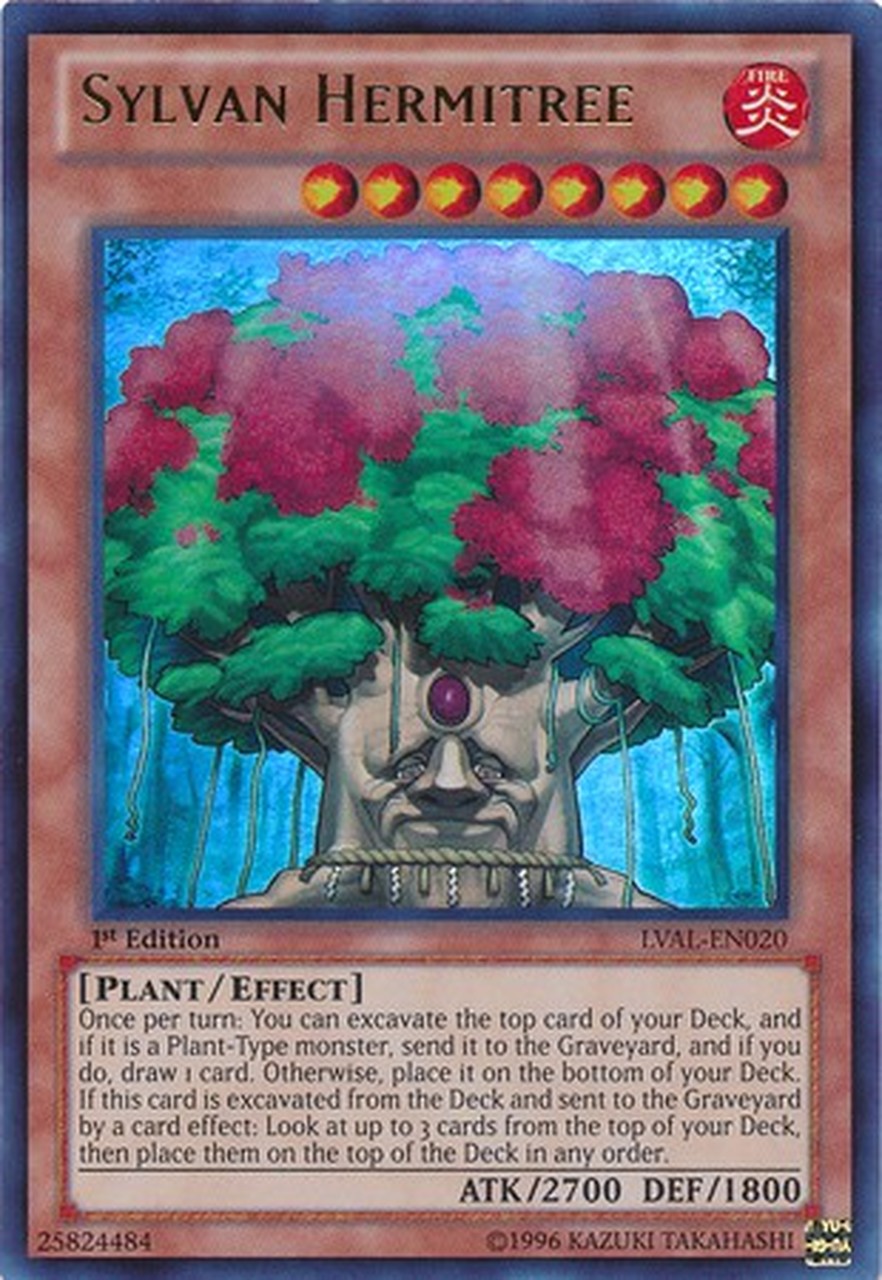 Sylvan Hermitree
FIRE
炎
1st Edition
LVAL-EN020
[Plant/Effect]
Once per turn: You can excavate the top card of your Deck, and
if it is a Plant-Type monster, send it to the Graveyard, and if you
do, draw 1 card. Otherwise, place it on the bottom of your Deck.
If this card is excavated from the Deck and sent to the Graveyard
by a card effect: Look at up to 3 cards from the top of your Deck,
then place them on the top of the Deck in any order.
ATK/2700 DEF/1800
25824484
©1996 KAZUKI TAKAHASHI